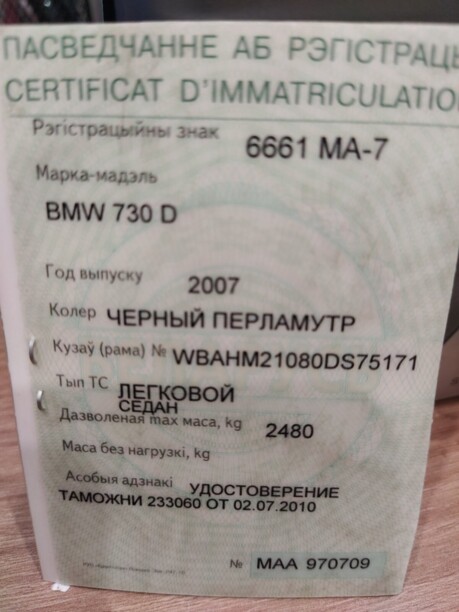 ПАСВЕДЧАННЕ АБ РЭГІСТРАЦЫ
CERTIFICAT D'IMMATRICULATIO
Рэгістрацыйны знак 6661 MA-7
Марка-мадэль
BMW 730 D
Год выпуску 2007
Колер ЧЕРНЫЙ ПЕРЛАМУТР
Кузаў (рама) № WBAHM21080DS75171
Тып ТС ЛЕГКОВОЙ
СЕДАН
Дазволеная max маса, kg 2480
Маса без нагрузкі, kg
Асобыя адзнакі УДОСТОВЕРЕНИЕ
ТАМОЖНИ 233060 ОТ 02.07.2010
№ MAA 970709